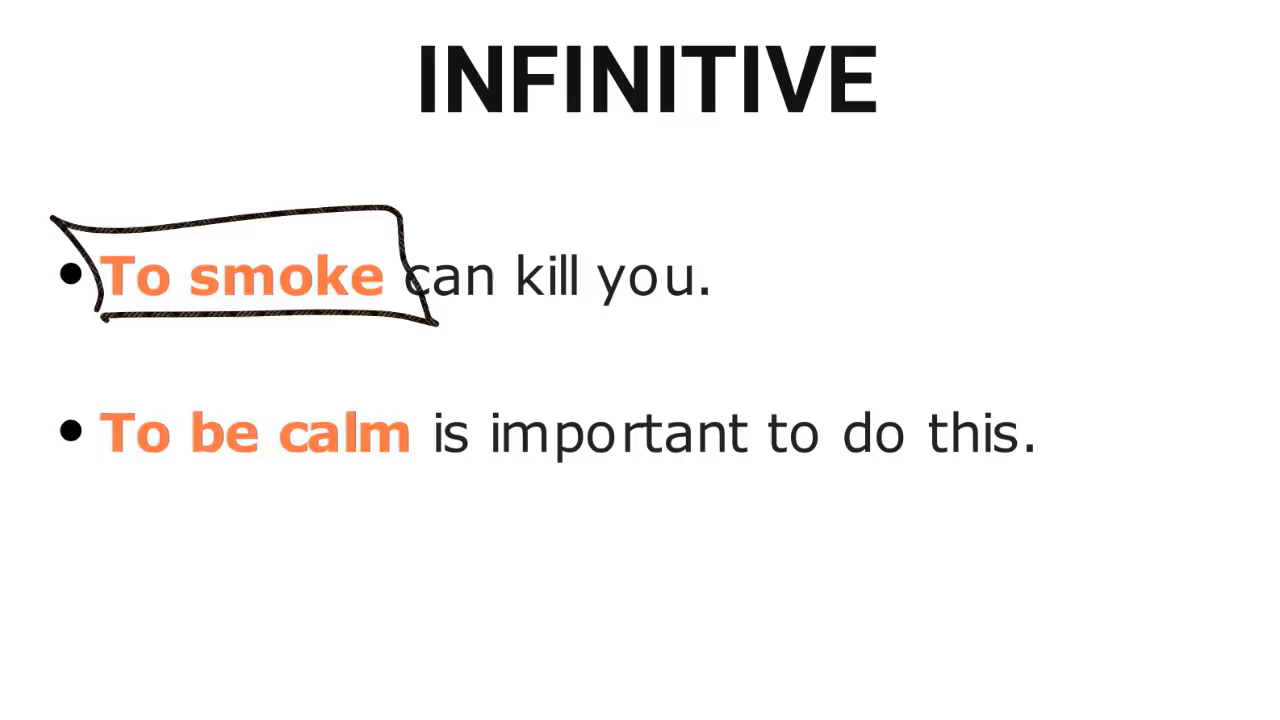 INFINITIVE
• To smoke can kill you.
• To be calm is important to do this.